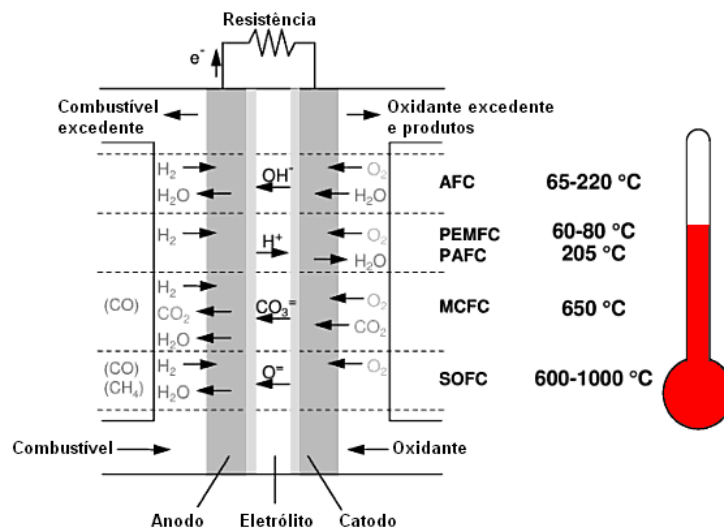 Resistência
e-
Combustível
excedente
Oxidante excedente
e produtos
H2 OH- O2 AFC 65-220 °C
H2O H2O
H2 H+ O2 PEMFC 60-80 °C
H2O PAFC 205 °C
H2
(CO) CO2 CO3= O2 MCFC 650 °C
H2O CO2
(CO) H2 O= O2 SOFC 600-1000 °C
(CH4) H2O
Combustível Oxidante
Anodo Eletrólito Catodo